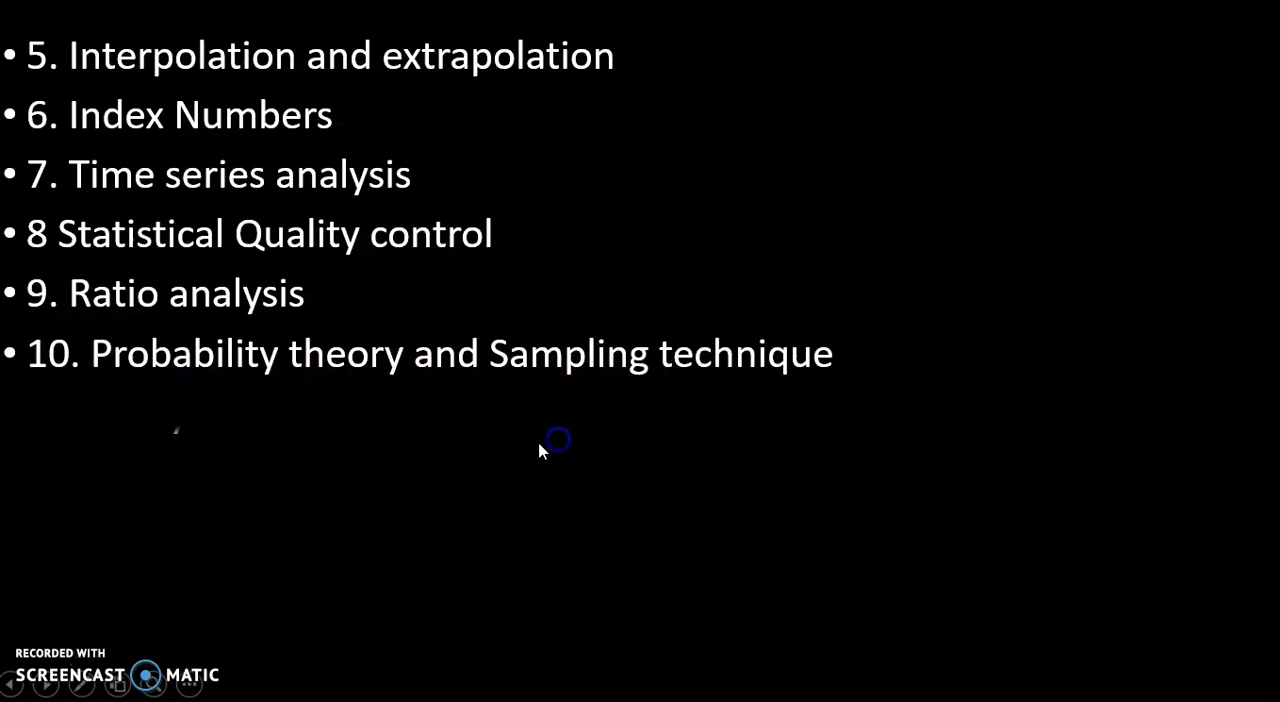 • 5. Interpolation and extrapolation
• 6. Index Numbers
• 7. Time series analysis
• 8 Statistical Quality control
• 9. Ratio analysis
• 10. Probability theory and Sampling technique
RECORDED WITH
SCREENCAST MATIC